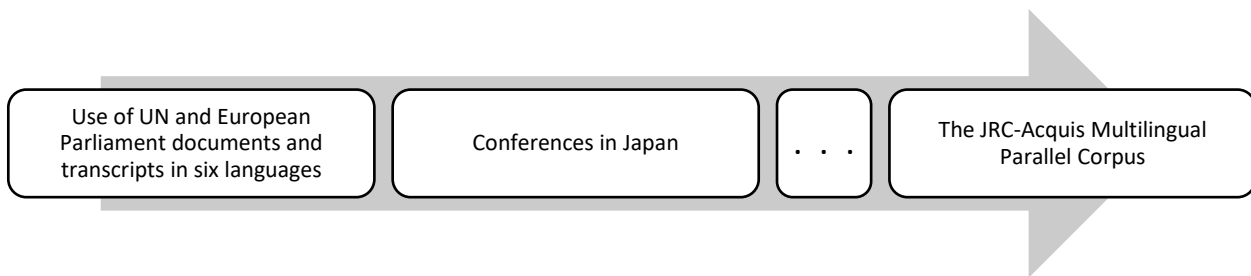 Use of UN and European
Parliament documents and
transcripts in six languages
Conferences in Japan
. . .
The JRC-Acquis Multilingual
Parallel Corpus